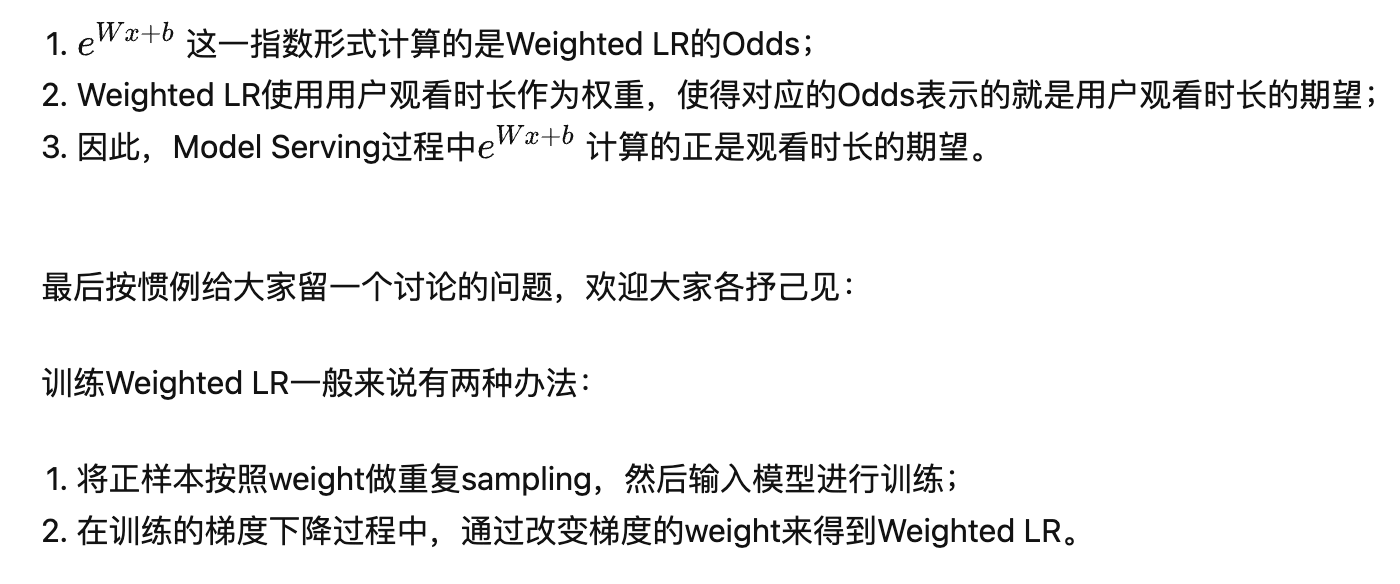 1. e^{Wx+b} 这一指数形式计算的是Weighted LR的Odds；
2. Weighted LR使用用户观看时长作为权重，使得对应的Odds表示的就是用户观看时长的期望；
3. 因此，Model Serving过程中e^{Wx+b} 计算的正是观看时长的期望。
最后按惯例给大家留一个讨论的问题，欢迎大家各抒己见：
训练Weighted LR一般来说有两种办法：
1. 将正样本按照weight做重复sampling，然后输入模型进行训练；
2. 在训练的梯度下降过程中，通过改变梯度的weight来得到Weighted LR。